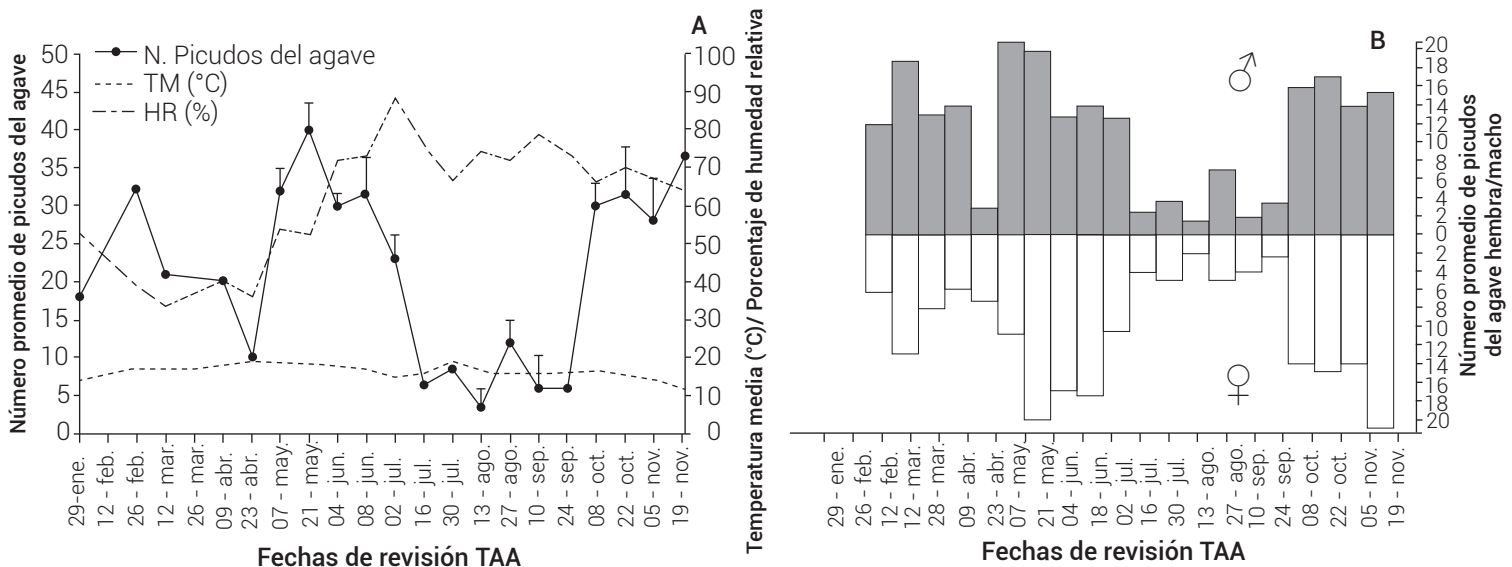 A
Número promedio de picudos del agave
50
45
40
35
30
25
20
15
10
5
0
N. Picudos del agave
TM (°C)
HR (%)
100
90
80
70
60
50
40
30
20
10
0
Temperatura media (°C)/ Porcentaje de humedad relativa
29-ene.
12 - feb.
26 - feb.
12 - mar.
26 - mar.
09 - abr.
23 - abr.
07 - may.
21 - may.
04 - jun.
08 - jun.
02 - jul.
16 - jul.
30 - jul.
13 - ago.
27 - ago.
10 - sep.
24 - sep.
08 - oct.
22 - oct.
05 - nov.
19 - nov.
Fechas de revisión TAA
B
♂
♀
20
18
16
14
12
10
8
6
4
2
0
2
4
6
8
10
12
14
16
18
20
Número promedio de picudos
del agave hembra/macho
29 - ene.
26 - feb.
12 - feb.
12 - mar.
28 - mar.
09 - abr.
23 - abr.
07 - may.
21 - may.
04 - jun.
18 - jun.
02 - jul.
16 - jul.
30 - jul.
13 - ago.
27 - ago.
10 - sep.
24 - sep.
08 - oct.
22 - oct.
05 - nov.
19 - nov.
Fechas de revisión TAA